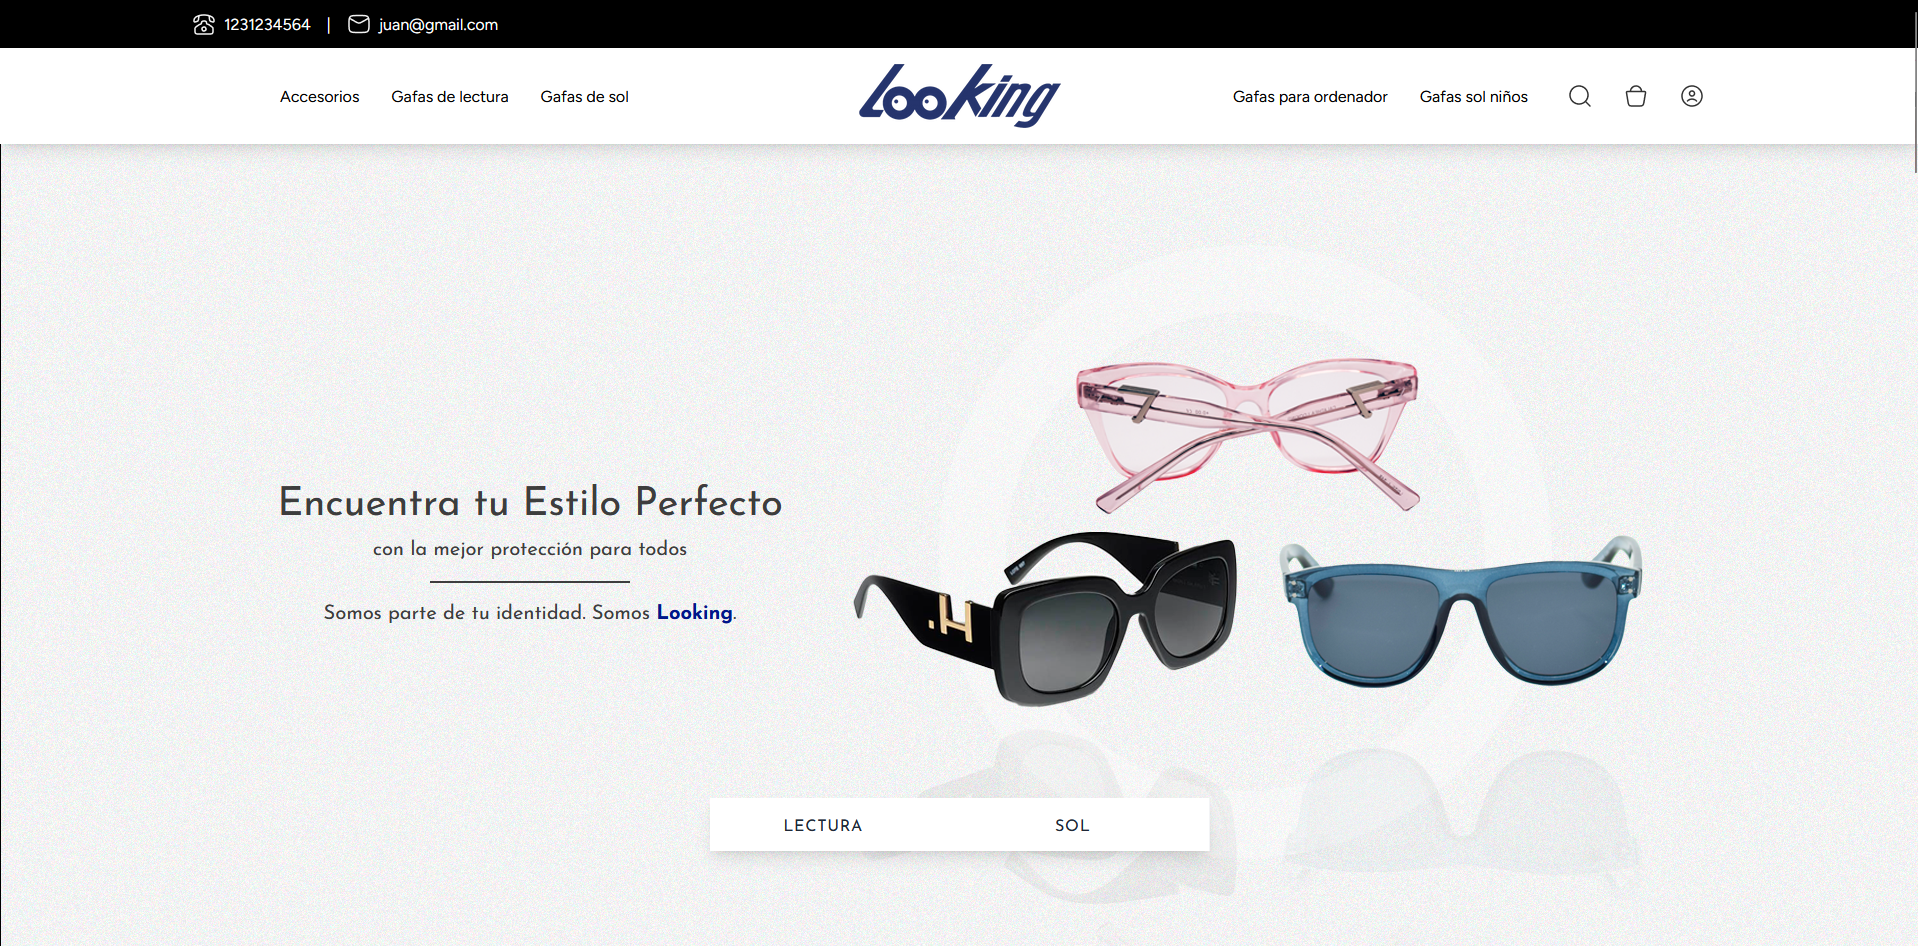 1231234564 | juan@gmail.com
Accesorios Gafas de lectura Gafas de sol Looking Gafas para ordenador Gafas sol niños
Encuentra tu Estilo Perfecto
con la mejor protección para todos
Somos parte de tu identidad. Somos Looking.
LECTURA SOL